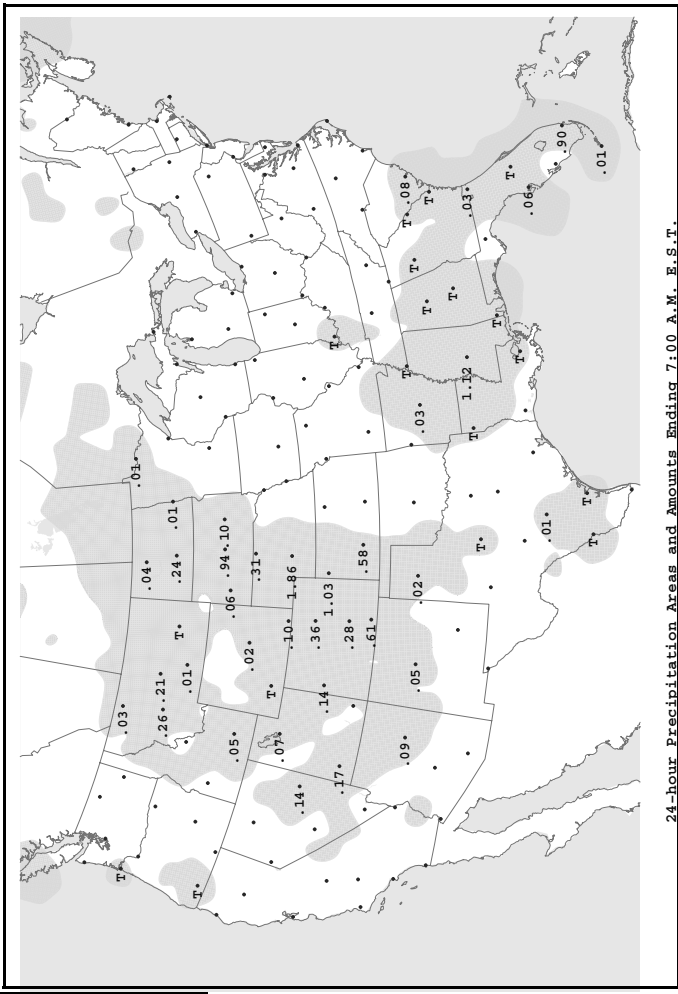 .03
T
.01
.04
.26 .21
T
.24 .01
.01
T
.05
.02
.06
.94 .10
.31
T
.07
.10
1.86
.14
.36
.14
1.03
T
.17
.28
.58
.61
.09
.05
.02
.03
T
T
.08
T
T
T
T
1.12
.03
T
T
T
T
T
.06
.01
.90
T
T
.01
24-hour Precipitation Areas and Amounts Ending 7:00 A.M. E.S.T.